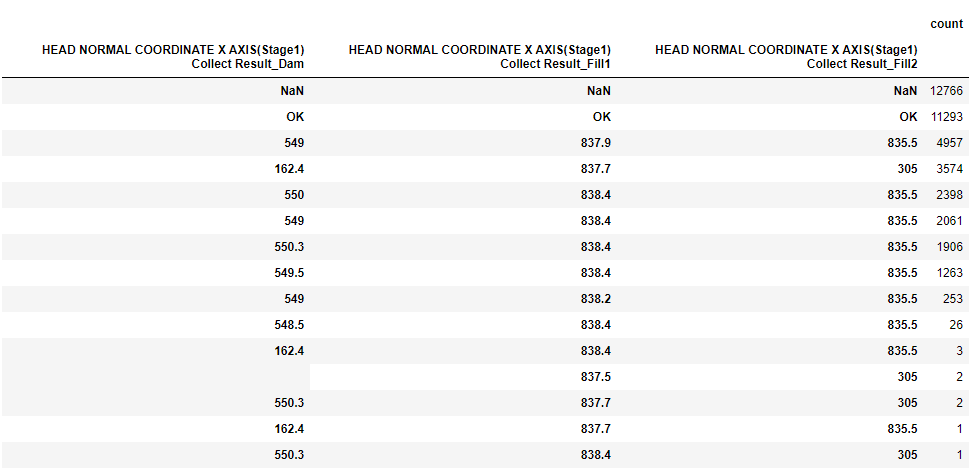 count
HEAD NORMAL COORDINATE X AXIS(Stage1) HEAD NORMAL COORDINATE X AXIS(Stage1) HEAD NORMAL COORDINATE X AXIS(Stage1)
Collect Result_Dam Collect Result_Fill1 Collect Result_Fill2
NaN NaN NaN 12766
OK OK OK 11293
549 837.9 835.5 4957
162.4 837.7 305 3574
550 838.4 835.5 2398
549 838.4 835.5 2061
550.3 838.4 835.5 1906
549.5 838.4 835.5 1263
549 838.2 835.5 253
548.5 838.4 835.5 26
162.4 838.4 835.5 3
837.5 305 2
550.3 837.7 305 2
162.4 837.7 835.5 1
550.3 838.4 305 1